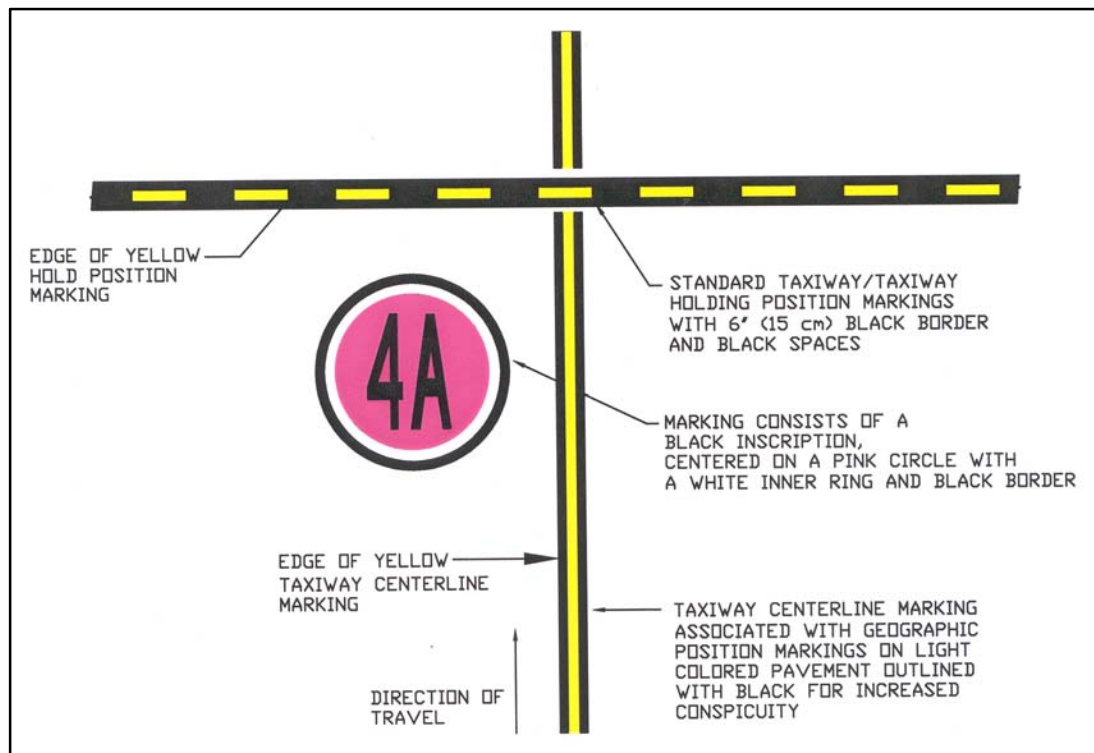 EDGE OF YELLOW
HOLD POSITION
MARKING
STANDARD TAXIWAY/TAXIWAY
HOLDING POSITION MARKINGS
WITH 6" (15 cm) BLACK BORDER
AND BLACK SPACES
4A
MARKING CONSISTS OF A
BLACK INSCRIPTION,
CENTERED ON A PINK CIRCLE WITH
A WHITE INNER RING AND BLACK BORDER
EDGE OF YELLOW
TAXIWAY CENTERLINE
MARKING
TAXIWAY CENTERLINE MARKING
ASSOCIATED WITH GEOGRAPHIC
POSITION MARKINGS ON LIGHT
COLORED PAVEMENT OUTLINED
WITH BLACK FOR INCREASED
CONSPICUITY
DIRECTION OF
TRAVEL